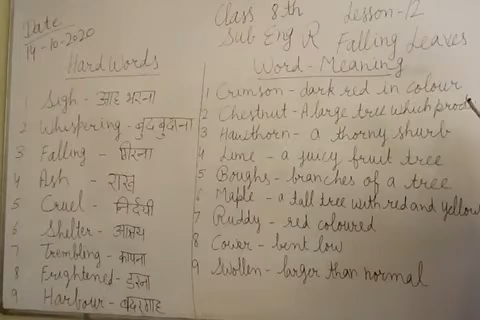 Date
14-10-2020
Class 8th Lesson-12
Sub Eng R Falling Leaves
Hard Words
Sigh - आह भरना
2 Whispering - बुदबुदाना
3 Falling - गिरना
4 Ash - राख
5 Cruel - निर्दयी
6 Shelter - आश्रय
7 Trembling - कांपना
8 Frightened - डरना
9 Harbour - बंदरगाह
Word - Meaning
1 Crimson - dark red in colour
2 Chestnut - A large tree which prod
3 Hawthorn - a thorny shurb
4 Lime - a juicy fruit tree
5 Boughs - branches of a tree
6 Maple - a tall tree with red and yellow
7 Ruddy - red coloured
8 Cower - bent low
9 Swollen - larger than normal